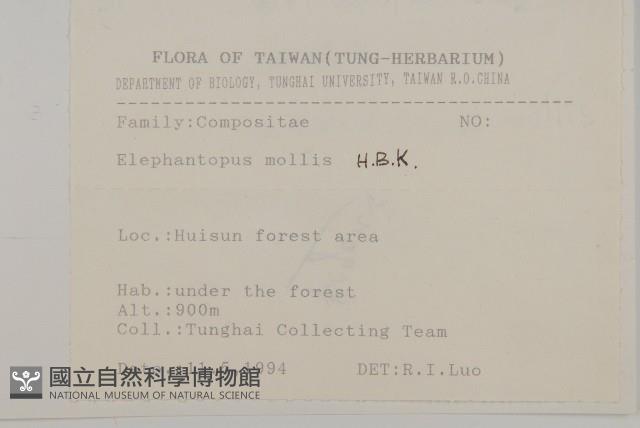 FLORA OF TAIWAN(TUNG-HERBARIUM)
DEPARTMENT OF BIOLOGY, TUNGHAI UNIVERSITY, TAIWAN R.O.CHINA
Family:Compositae NO:
Elephantopus mollis H.B.K.
Loc.:Huisun forest area
Hab.:under the forest
Alt.:900m
Coll.:Tunghai Collecting Team
1994 DET:R.I.Luo
國立自然科學博物館
NATIONAL MUSEUM OF NATURAL SCIENCE